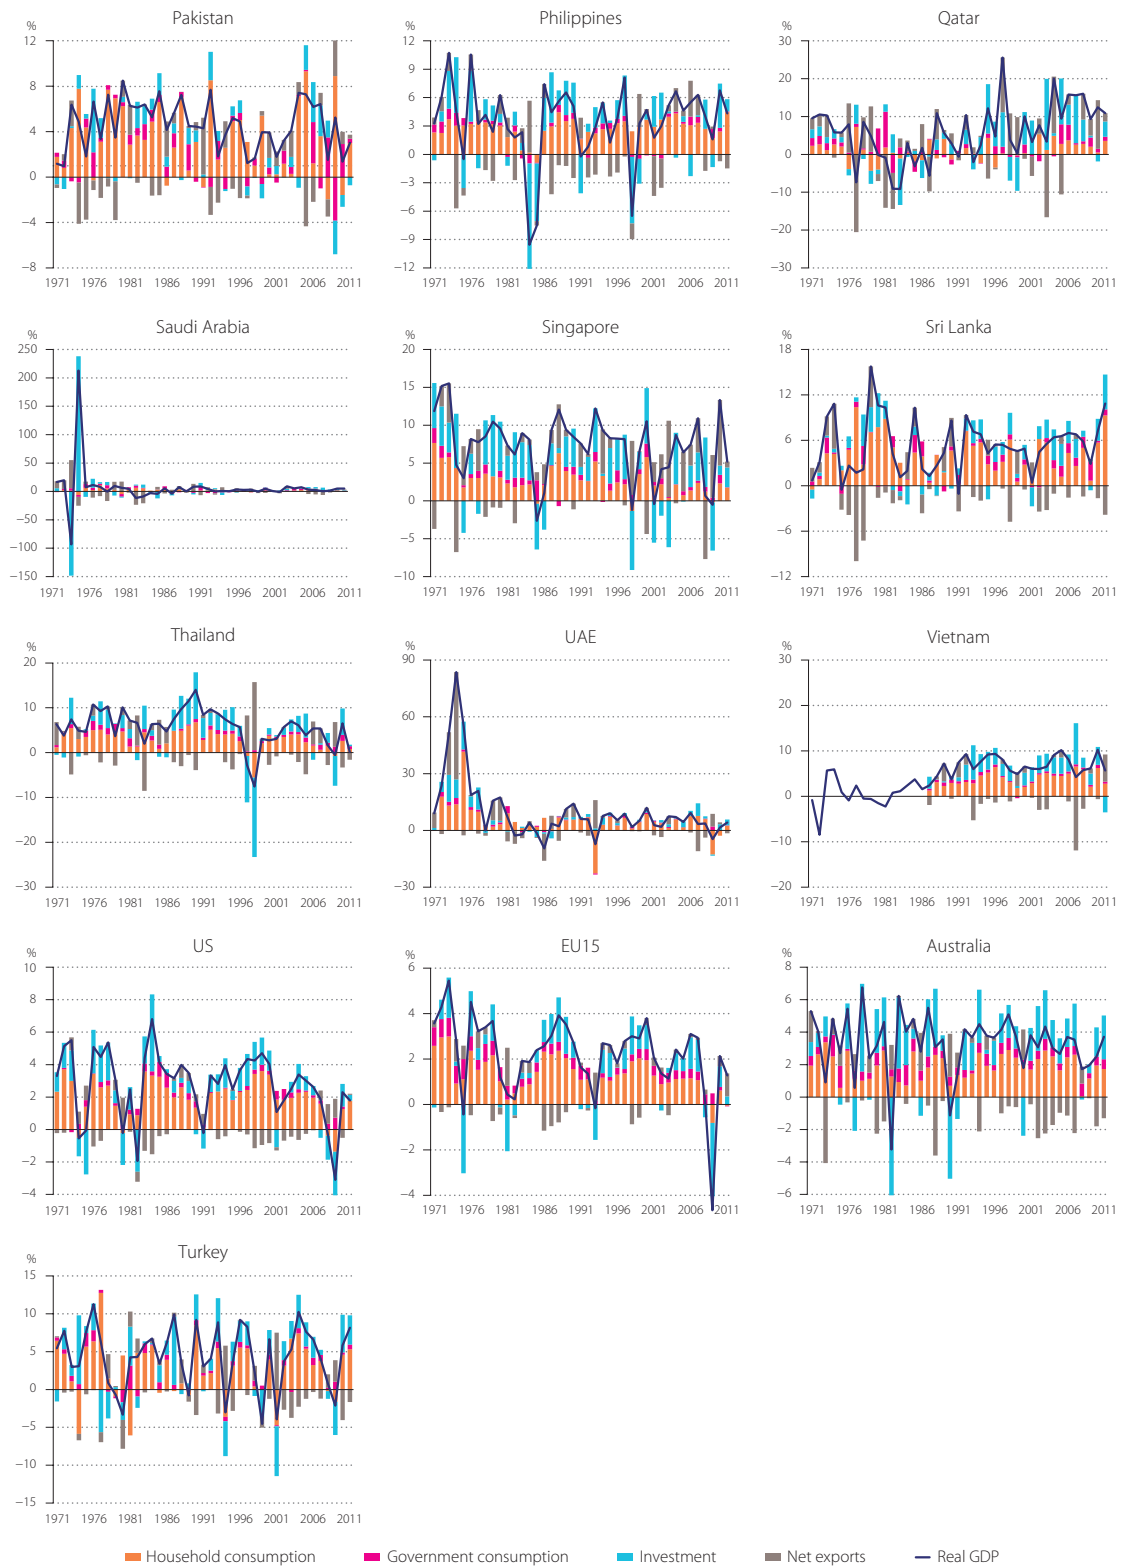 Pakistan Philippines Qatar
% % %
12 12 30
9
8 20
6
10
4 3
0 0 0
−3
−10
−4 −6
−20
−9
−8 −12 −30
1971 1976 1981 1986 1991 1996 2001 2006 2011 1971 1976 1981 1986 1991 1996 2001 2006 2011 1971 1976 1981 1986 1991 1996 2001 2006 2011
Saudi Arabia Singapore Sri Lanka
% % %
250 20 18
200
15
150 12
10
100
6
50 5
0 0 0
−50
−5 −6
−100
−150 −10 −12
1971 1976 1981 1986 1991 1996 2001 2006 2011 1971 1976 1981 1986 1991 1996 2001 2006 2011 1971 1976 1981 1986 1991 1996 2001 2006 2011
Thailand UAE Vietnam
% % %
20 90 30
10 60 20
0 30 10
−10 0 0
−20 −10
−30 −30 −20
1971 1976 1981 1986 1991 1996 2001 2006 2011 1971 1976 1981 1986 1991 1996 2001 2006 2011 1971 1976 1981 1986 1991 1996 2001 2006 2011
US EU15 Australia
% % %
10 6 8
8 6
4
6 4
4 2 2
2 0 0
0 −2
−2
−2 −4
−4 −4 −6
1971 1976 1981 1986 1991 1996 2001 2006 2011 1971 1976 1981 1986 1991 1996 2001 2006 2011 1971 1976 1981 1986 1991 1996 2001 2006 2011
Turkey
%
15
10
5
0
−5
−10
−15
1971 1976 1981 1986 1991 1996 2001 2006 2011
Household consumption Government consumption Investment Net exports Real GDP